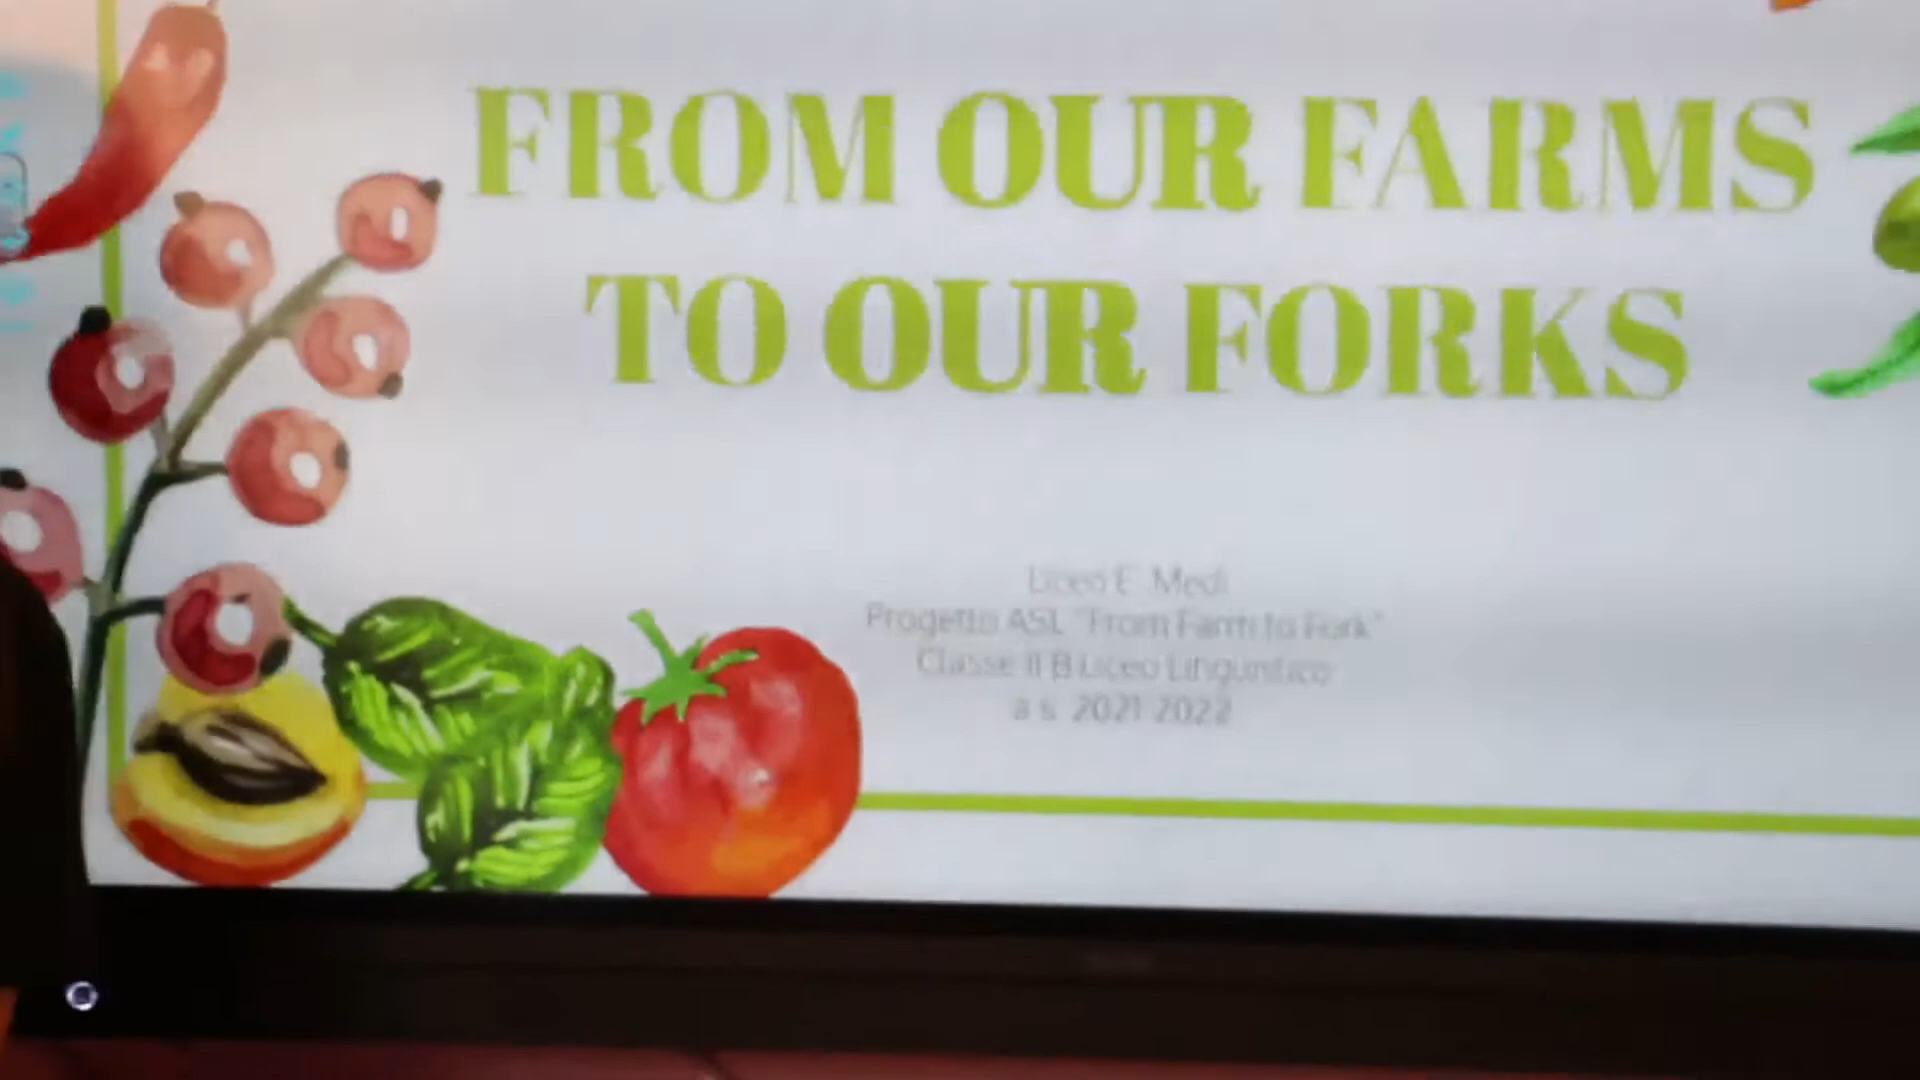 FROM OUR FARMS
TO OUR FORKS
Liceo E. Medi
Progetto ASL "From Farm to Fork"
Classe II B Liceo Linguistico
a.s. 2021-2022